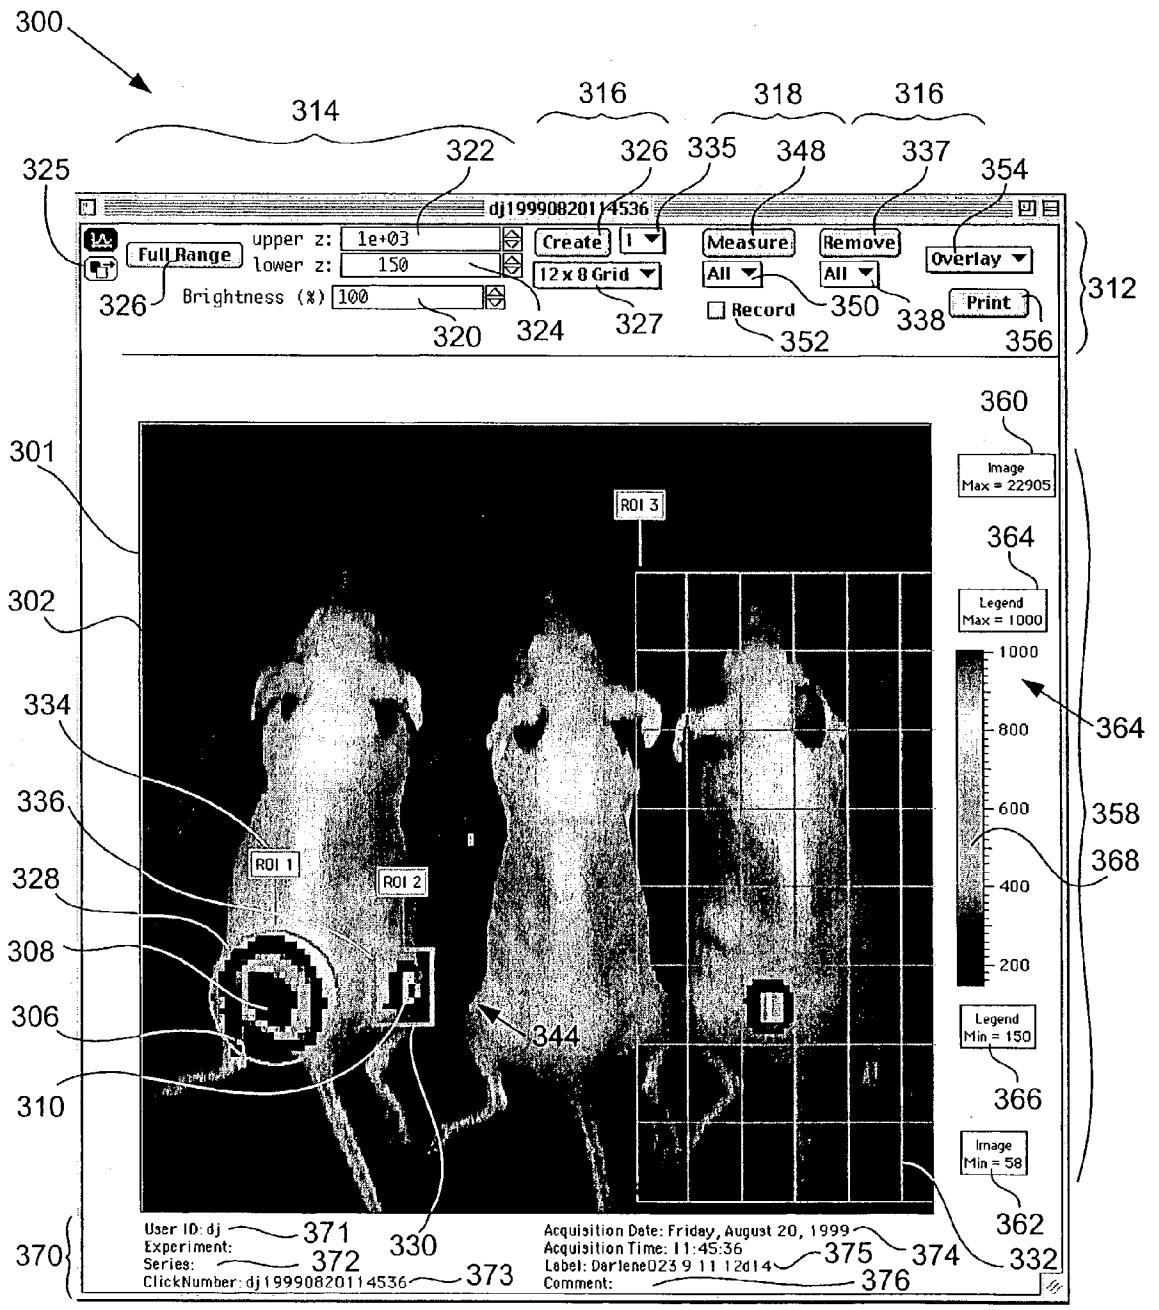 300
314
316
318
316
322
326
335
348
337
354
325
dj19990820114536
Full Range
upper z: 1e+03
lower z: 150
Brightness (%) 100
Create
1
12 x 8 Grid
Measure
All
Record
Remove
All
Overlay
Print
312
326
320
324
327
350
352
338
356
301
302
334
336
328
308
306
310
ROI 3
ROI 1
ROI 2
344
360
Image
Max = 22905
364
Legend
Max = 1000
1000
800
600
400
200
364
358
368
Legend
Min = 150
366
Image
Min = 58
362
370
User ID: dj
371
Experiment:
Series:
372
ClickNumber: dj19990820114536
373
330
Acquisition Date: Friday, August 20, 1999
374
Acquisition Time: 11:45:36
Label: Darlene023 9 11 12d14
375
Comment:
376
332